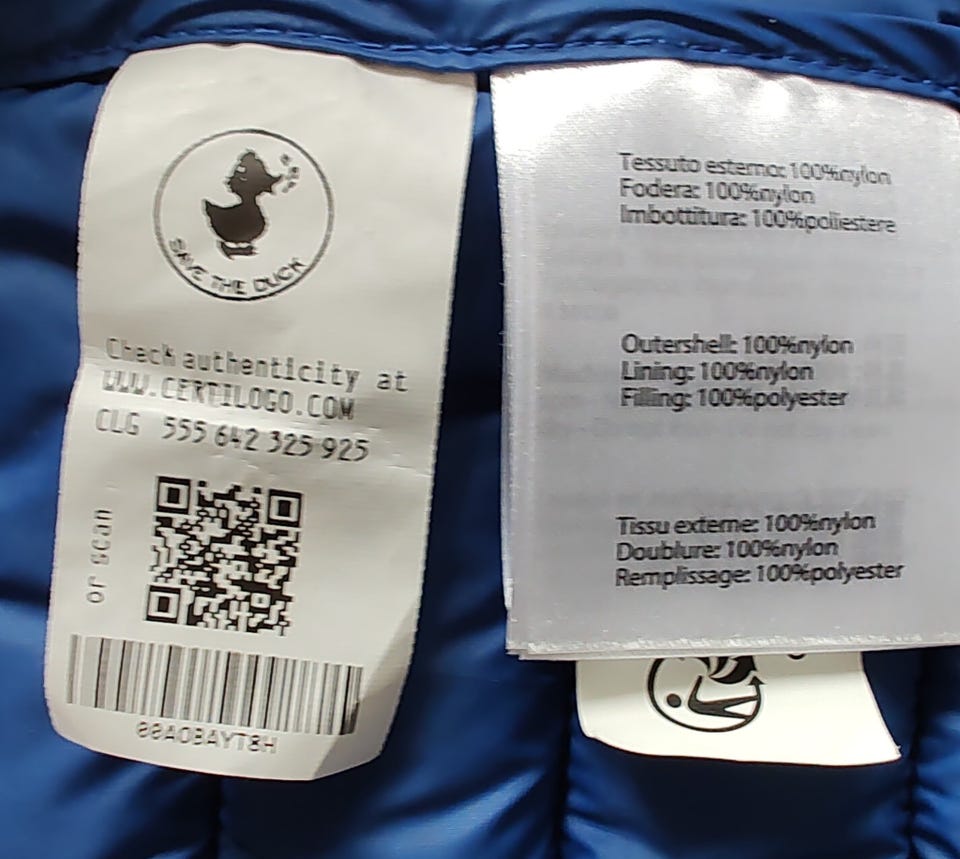 SAVE THE DUCK
Check authenticity at
WWW.CERTILOGO.COM
CLG 555 642 325 925
or scan
00AOBAYT8H
Tessuto esterno: 100%nylon
Fodera: 100%nylon
Imbottitura: 100%poliestere
Outershell: 100%nylon
Lining: 100%nylon
Filling: 100%polyester
Tissu externe: 100%nylon
Doublure: 100%nylon
Remplissage: 100%polyester